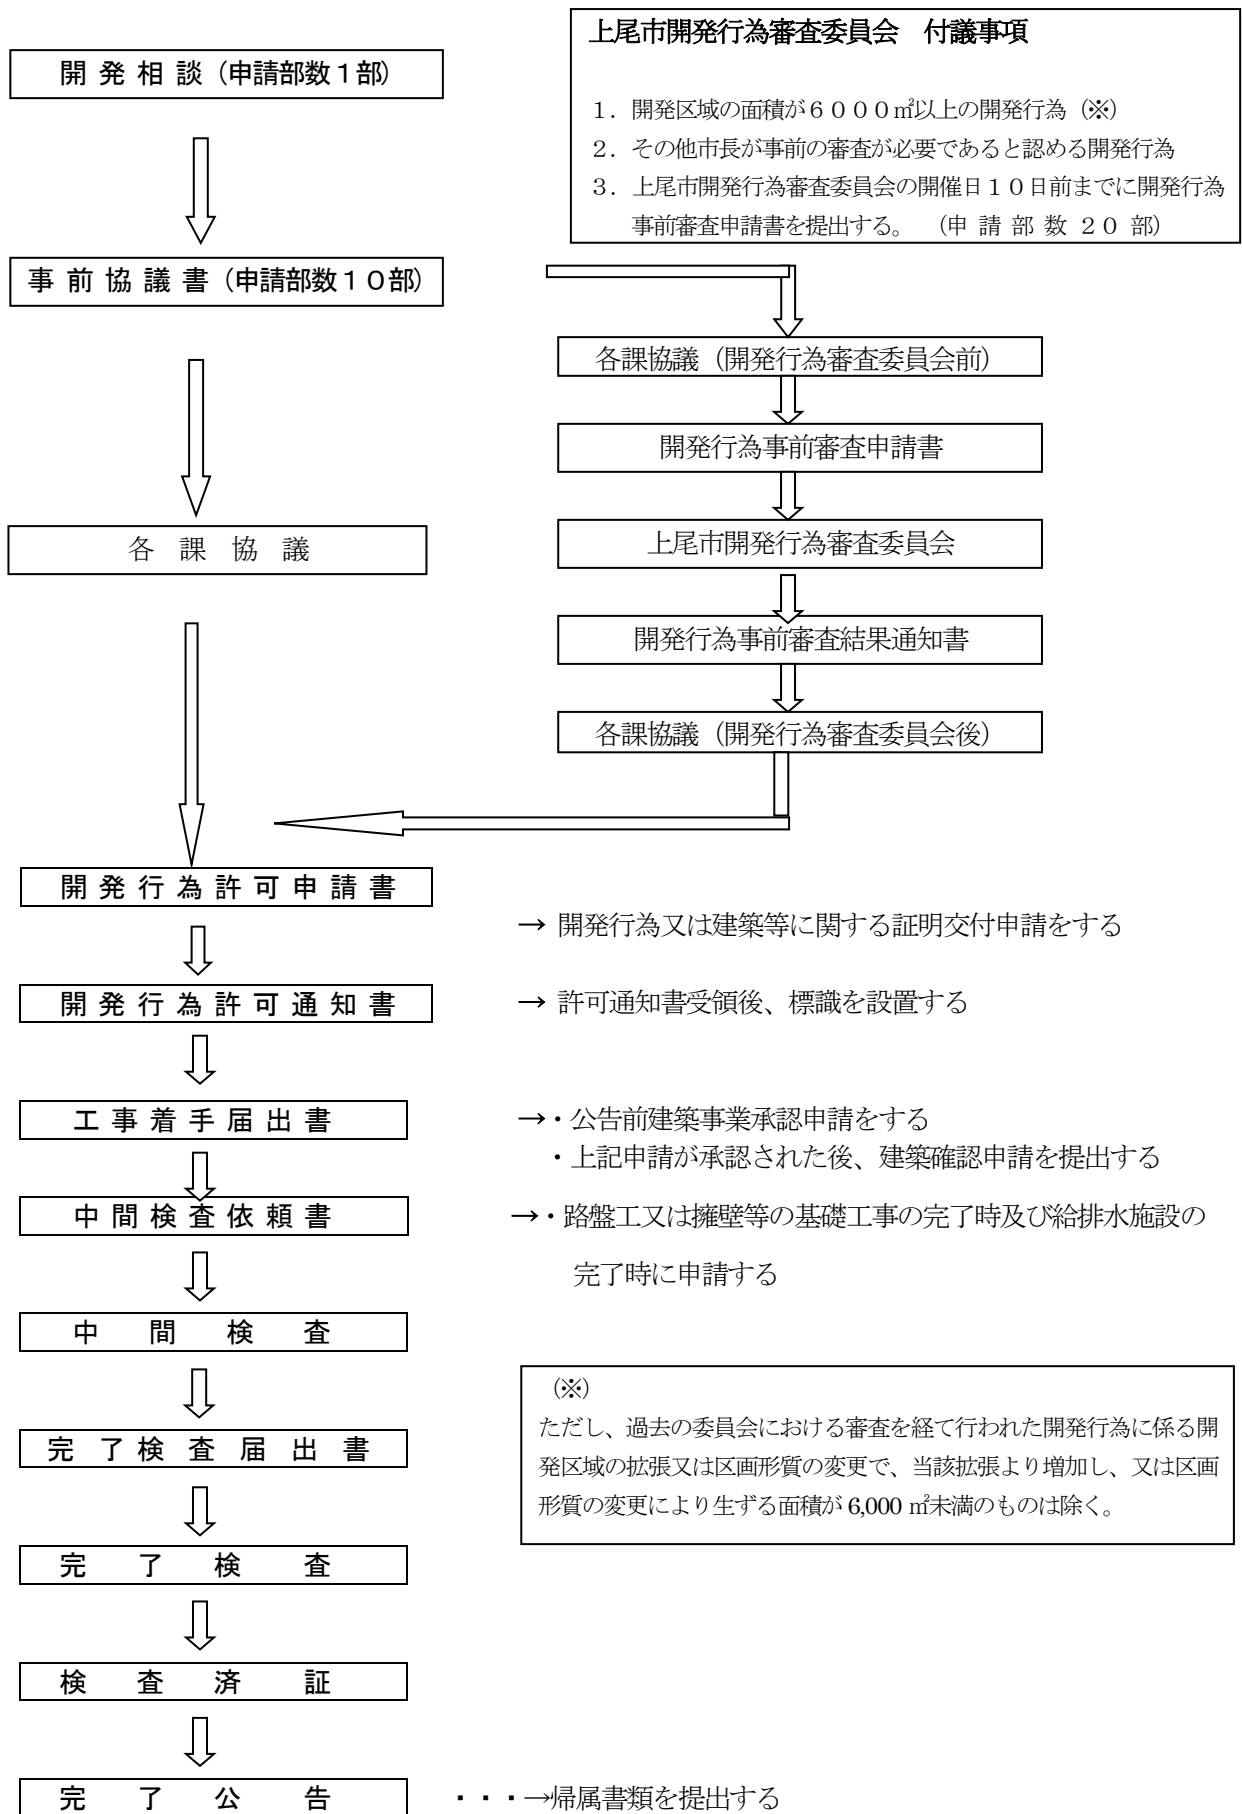 上尾市開発行為審査委員会　付議事項
開 発 相 談（申請部数１部）
１．開発区域の面積が６０００㎡以上の開発行為（※）
２．その他市長が事前の審査が必要であると認める開発行為
３．上尾市開発行為審査委員会の開催日１０日前までに開発行為
事前審査申請書を提出する。　（申 請 部 数 ２０ 部）
事 前 協 議 書（申請部数１０部）
各課協議（開発行為審査委員会前）
開発行為事前審査申請書
上尾市開発行為審査委員会
各　課　協　議
開発行為事前審査結果通知書
各課協議（開発行為審査委員会後）
開 発 行 為 許 可 申 請 書
→ 開発行為又は建築等に関する証明交付申請をする
開 発 行 為 許 可 通 知 書
→ 許可通知書受領後、標識を設置する
工 事 着 手 届 出 書
→・公告前建築事業承認申請をする
・上記申請が承認された後、建築確認申請を提出する
中 間 検 査 依 頼 書
→・路盤工又は擁壁等の基礎工事の完了時及び給排水施設の
完了時に申請する
中　間　検　査
（※）
ただし、過去の委員会における審査を経て行われた開発行為に係る開
発区域の拡張又は区画形質の変更で、当該拡張より増加し、又は区画
形質の変更により生ずる面積が 6,000 ㎡未満のものは除く。
完 了 検 査 届 出 書
完　了　検　査
検　査　済　証
完　了　公　告　・・・→帰属書類を提出する